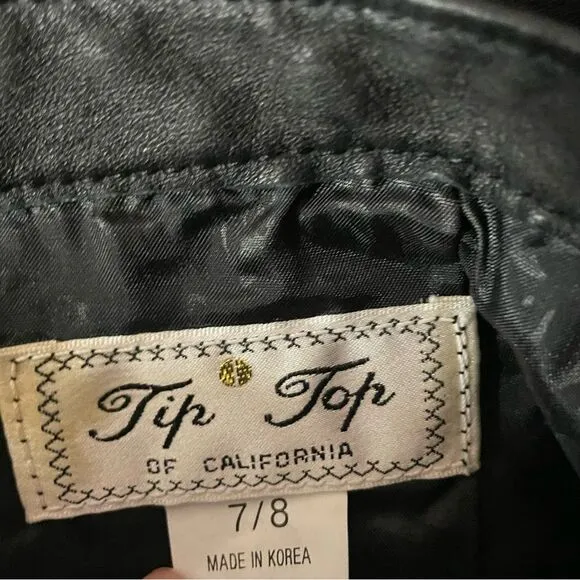 Tip Top
OF CALIFORNIA
7/8
MADE IN KOREA